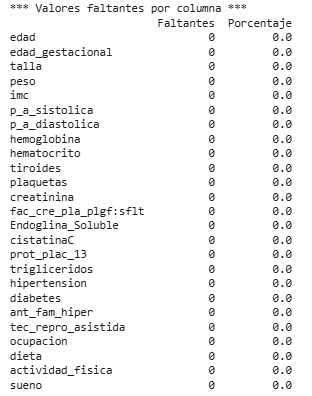 *** Valores faltantes por columna ***
Faltantes Porcentaje
edad 0 0.0
edad_gestacional 0 0.0
talla 0 0.0
peso 0 0.0
imc 0 0.0
p_a_sistolica 0 0.0
p_a_diastolica 0 0.0
hemoglobina 0 0.0
hematocrito 0 0.0
tiroides 0 0.0
plaquetas 0 0.0
creatinina 0 0.0
fac_cre_pla_plgf:sflt 0 0.0
Endoglina_Soluble 0 0.0
cistatinaC 0 0.0
prot_plac_13 0 0.0
trigliceridos 0 0.0
hipertension 0 0.0
diabetes 0 0.0
ant_fam_hiper 0 0.0
tec_repro_asistida 0 0.0
ocupacion 0 0.0
dieta 0 0.0
actividad_fisica 0 0.0
sueno 0 0.0